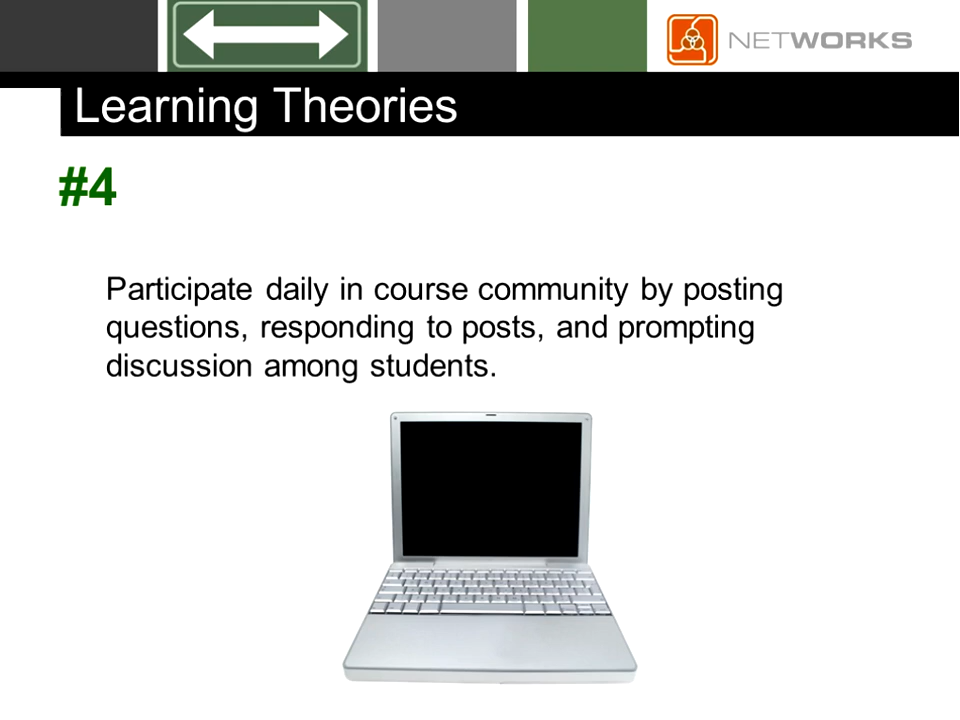 NETWORKS
Learning Theories
#4
Participate daily in course community by posting
questions, responding to posts, and prompting
discussion among students.